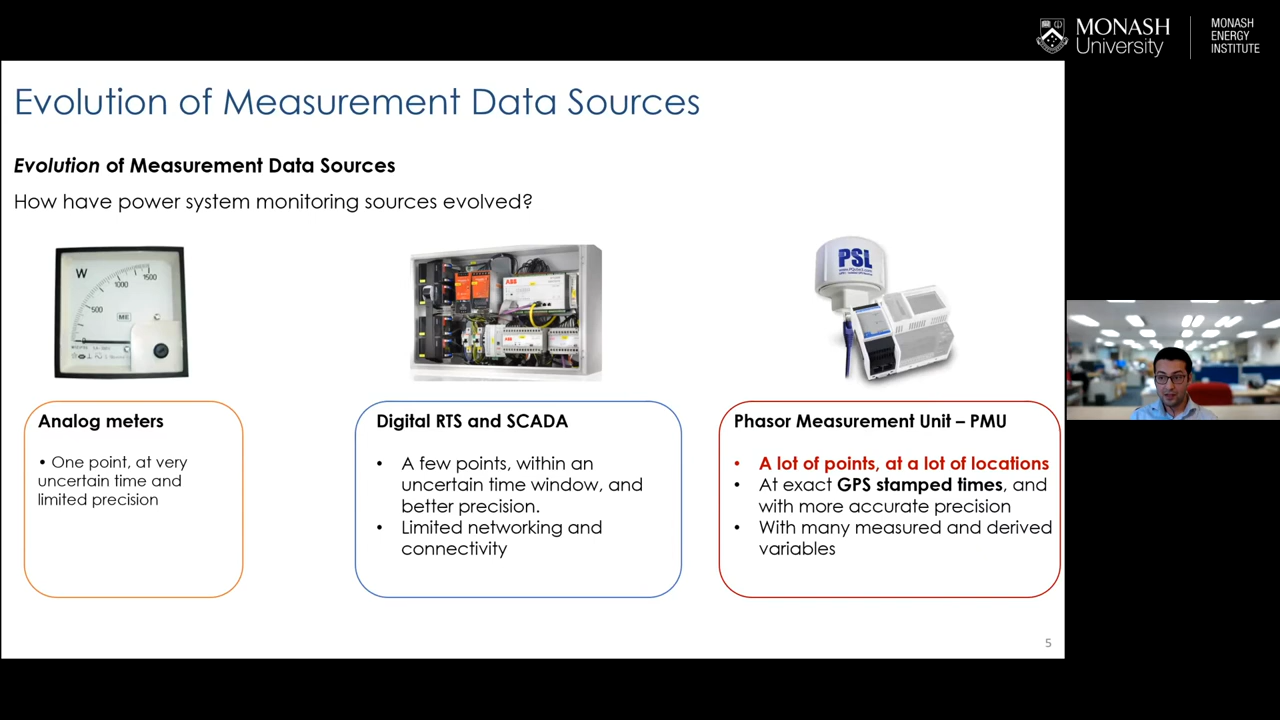 MONASH
University
MONASH
ENERGY
INSTITUTE
Evolution of Measurement Data Sources
Evolution of Measurement Data Sources
How have power system monitoring sources evolved?
W
500
1000
1500
ME
ABB
ABB
PSL
Analog meters
• One point, at very
uncertain time and
limited precision
Digital RTS and SCADA
• A few points, within an
uncertain time window, and
better precision.
• Limited networking and
connectivity
Phasor Measurement Unit – PMU
• A lot of points, at a lot of locations
• At exact GPS stamped times, and
with more accurate precision
• With many measured and derived
variables
5